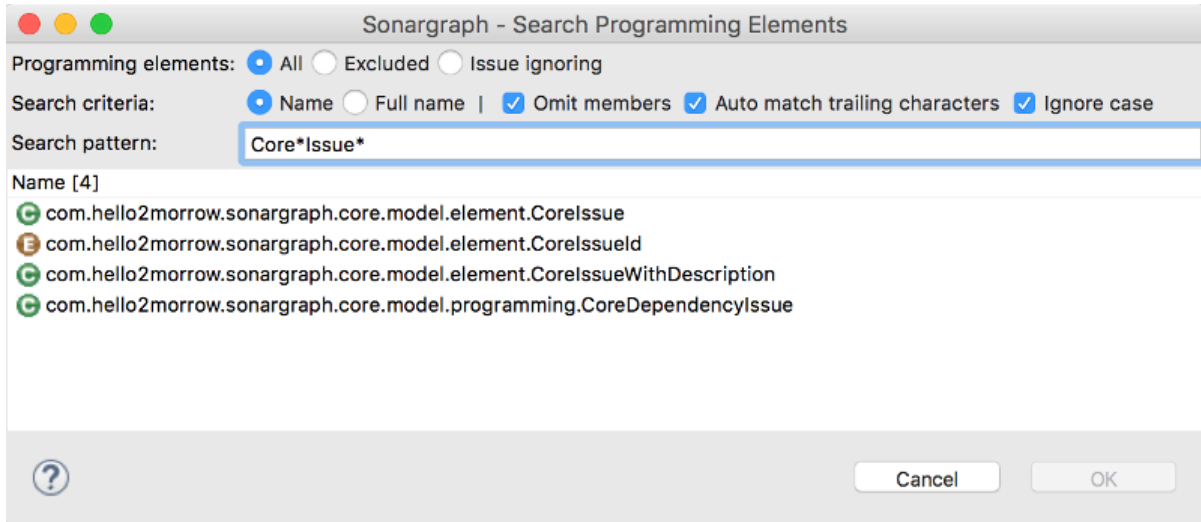 Sonargraph - Search Programming Elements
Programming elements: All Excluded Issue ignoring
Search criteria: Name Full name | Omit members Auto match trailing characters Ignore case
Search pattern: Core*Issue*
Name [4]
C com.hello2morrow.sonargraph.core.model.element.CoreIssue
E com.hello2morrow.sonargraph.core.model.element.CoreIssueId
C com.hello2morrow.sonargraph.core.model.element.CoreIssueWithDescription
C com.hello2morrow.sonargraph.core.model.programming.CoreDependencyIssue
? Cancel OK